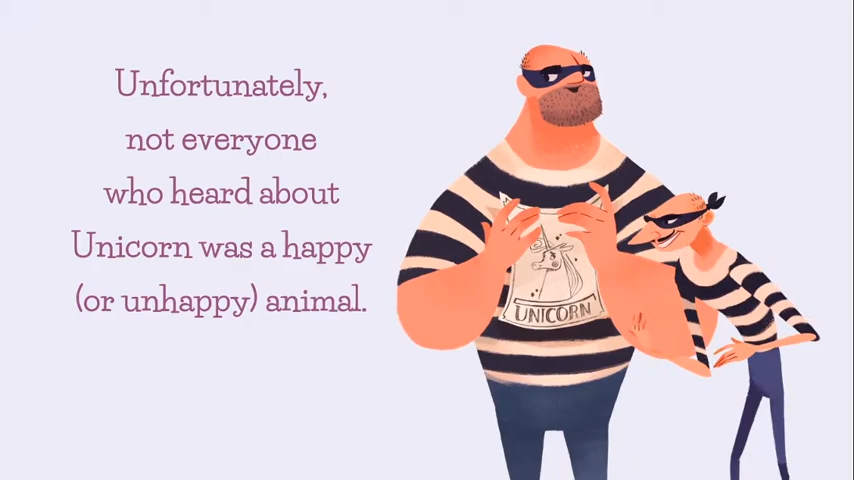 Unfortunately,
not everyone
who heard about
Unicorn was a happy
(or unhappy) animal.
UNICORN